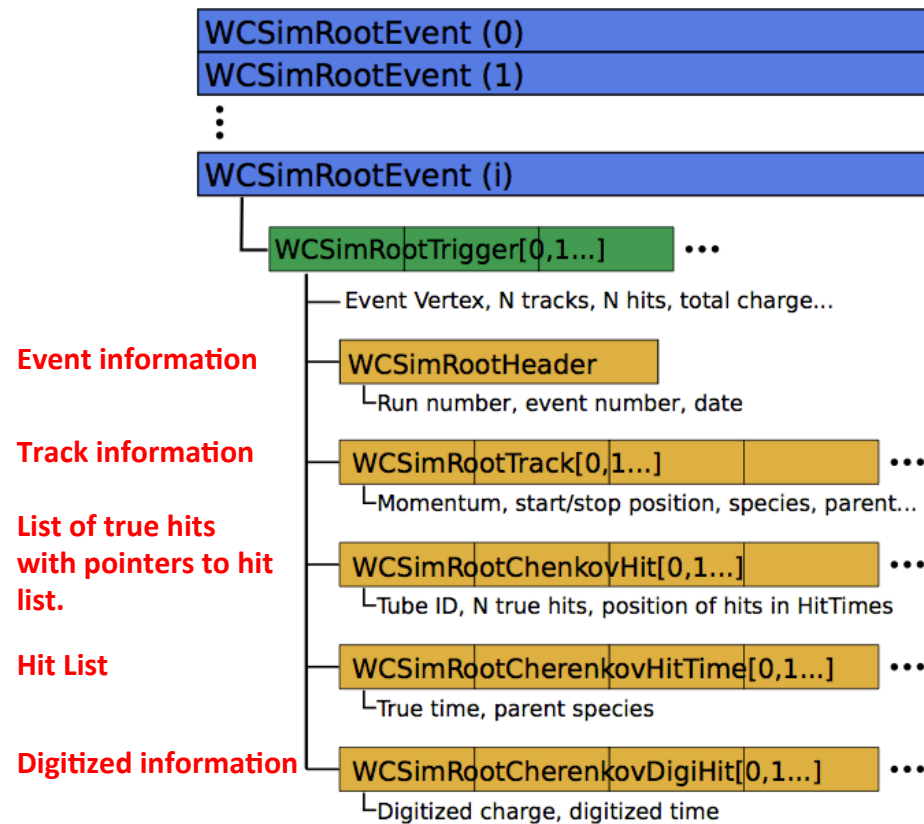 WCSimRootEvent (0)
WCSimRootEvent (1)
WCSimRootEvent (i)
WCSimRootTrigger[0,1...]
Event Vertex, N tracks, N hits, total charge...
Event information
WCSimRootHeader
Run number, event number, date
Track information
WCSimRootTrack[0,1...]
Momentum, start/stop position, species, parent...
List of true hits
with pointers to hit
list.
WCSimRootChenkovHit[0,1...]
Tube ID, N true hits, position of hits in HitTimes
Hit List
WCSimRootCherenkovHitTime[0,1...]
True time, parent species
Digitized information
WCSimRootCherenkovDigiHit[0,1...]
Digitized charge, digitized time